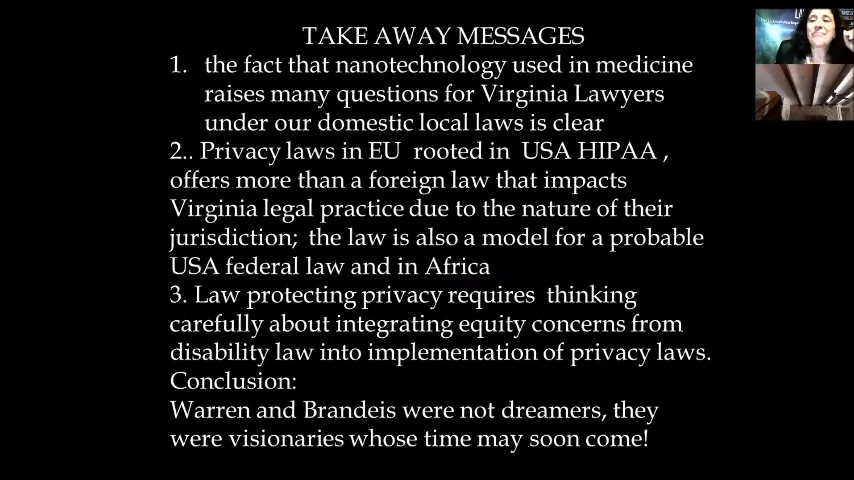 TAKE AWAY MESSAGES
1. the fact that nanotechnology used in medicine
raises many questions for Virginia Lawyers
under our domestic local laws is clear
2.. Privacy laws in EU rooted in USA HIPAA ,
offers more than a foreign law that impacts
Virginia legal practice due to the nature of their
jurisdiction; the law is also a model for a probable
USA federal law and in Africa
3. Law protecting privacy requires thinking
carefully about integrating equity concerns from
disability law into implementation of privacy laws.
Conclusion:
Warren and Brandeis were not dreamers, they
were visionaries whose time may soon come!